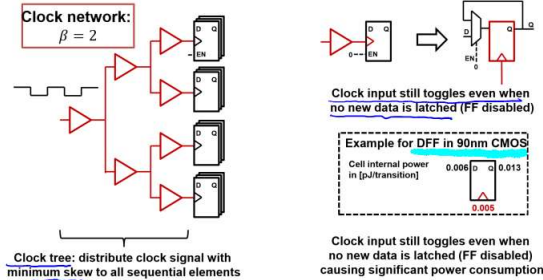 Clock network:
β = 2
D Q
EN
D Q
D Q
D Q
Clock tree: distribute clock signal with
minimum skew to all sequential elements
D Q
0 EN
D Q Q
EN
0
Clock input still toggles even when
no new data is latched (FF disabled)
Example for DFF in 90nm CMOS
Cell internal power
in [pJ/transition]
0.006 D Q 0.013
0.005
Clock input still toggles even when
no new data is latched (FF disabled)
causing significant power consumption